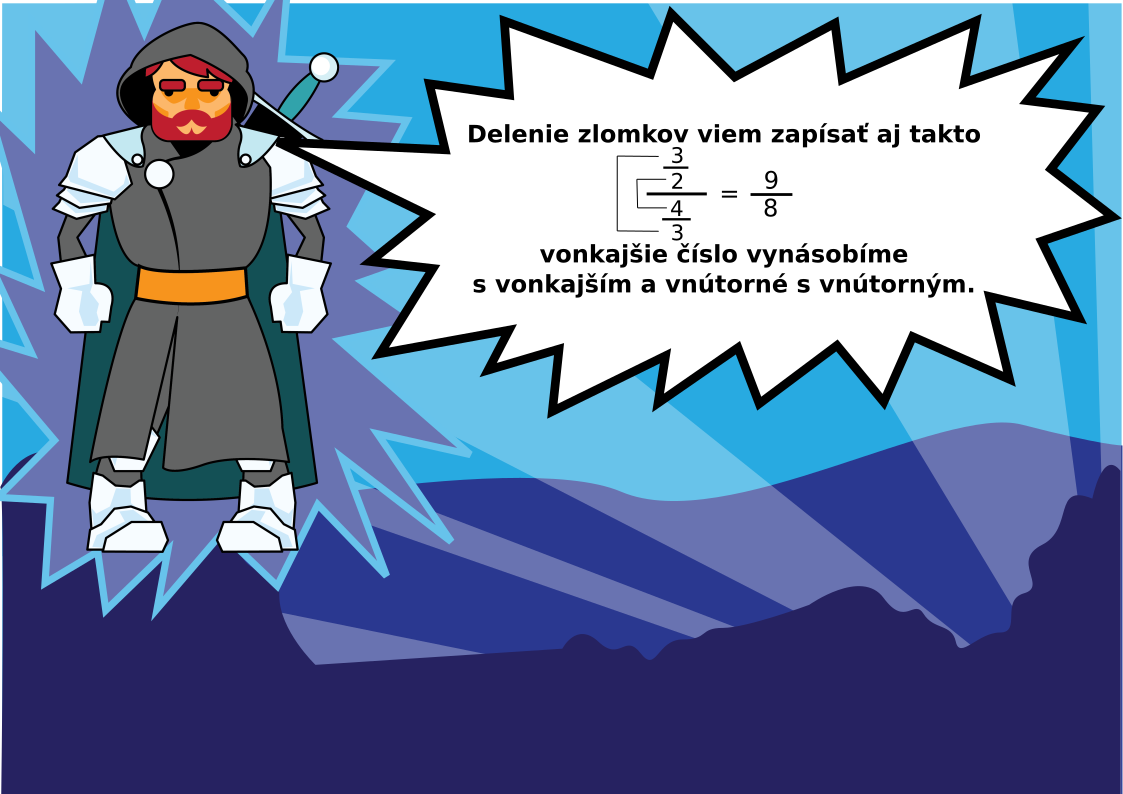 Delenie zlomkov viem zapísať aj takto
3
2
4
3
=
9
8
vonkajšie číslo vynásobíme
s vonkajším a vnútorné s vnútorným.